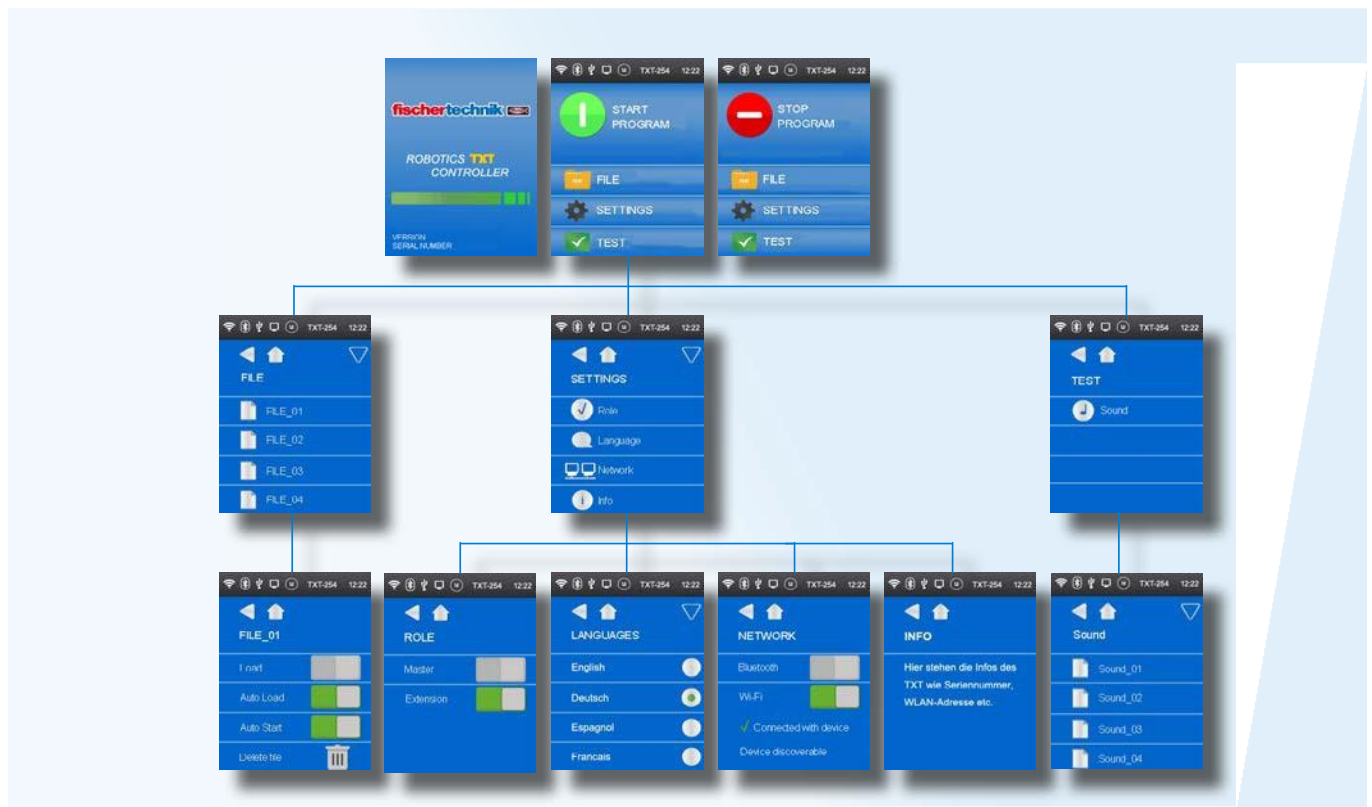 fischertechnik
ROBOTICS TXT
CONTROLLER
VERSION
SERIAL NUMBER
TXT-254 12:22
START
PROGRAM
FILE
SETTINGS
TEST
TXT-254 12:22
STOP
PROGRAM
FILE
SETTINGS
TEST
TXT-254 12:22
FILE
FILE_01
FILE_02
FILE_03
FILE_04
TXT-254 12:22
SETTINGS
Role
Language
Network
Info
TXT-254 12:22
TEST
Sound
TXT-254 12:22
FILE_01
Load
Auto Load
Auto Start
Delete file
TXT-254 12:22
ROLE
Master
Extension
TXT-254 12:22
LANGUAGES
English
Deutsch
Espagnol
Francais
TXT-254 12:22
NETWORK
Bluetooth
Wi-Fi
Connected with device
Device discoverable
TXT-254 12:22
INFO
Hier stehen die Infos des
TXT wie Seriennummer,
WLAN-Adresse etc.
TXT-254 12:22
Sound
Sound_01
Sound_02
Sound_03
Sound_04